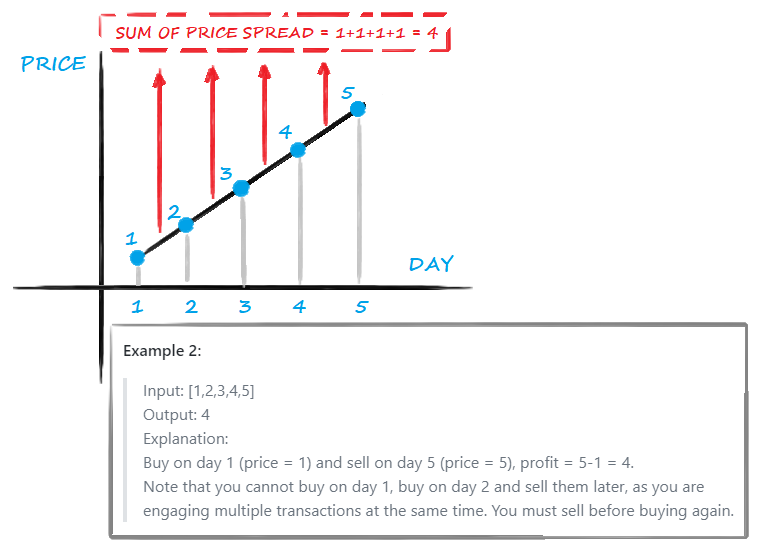 SUM OF PRICE SPREAD = 1+1+1+1 = 4
PRICE
5
4
3
2
1
DAY
1 2 3 4 5
Example 2:
Input: [1,2,3,4,5]
Output: 4
Explanation:
Buy on day 1 (price = 1) and sell on day 5 (price = 5), profit = 5-1 = 4.
Note that you cannot buy on day 1, buy on day 2 and sell them later, as you are
engaging multiple transactions at the same time. You must sell before buying again.